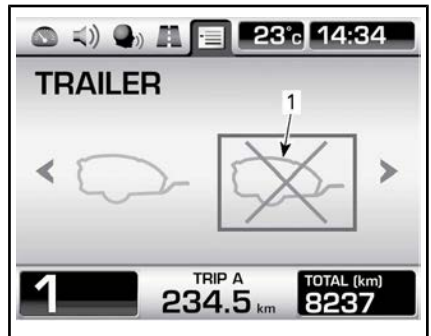 23°c 14:34
TRAILER
1
1
TRIP A
234.5 km
TOTAL (km)
8237